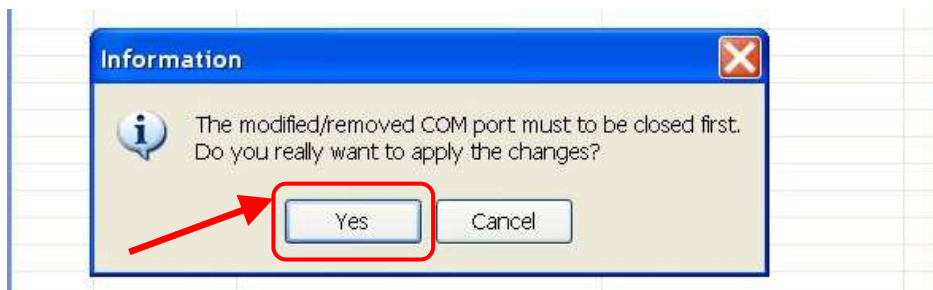 Information
The modified/removed COM port must to be closed first.
Do you really want to apply the changes?
Yes
Cancel